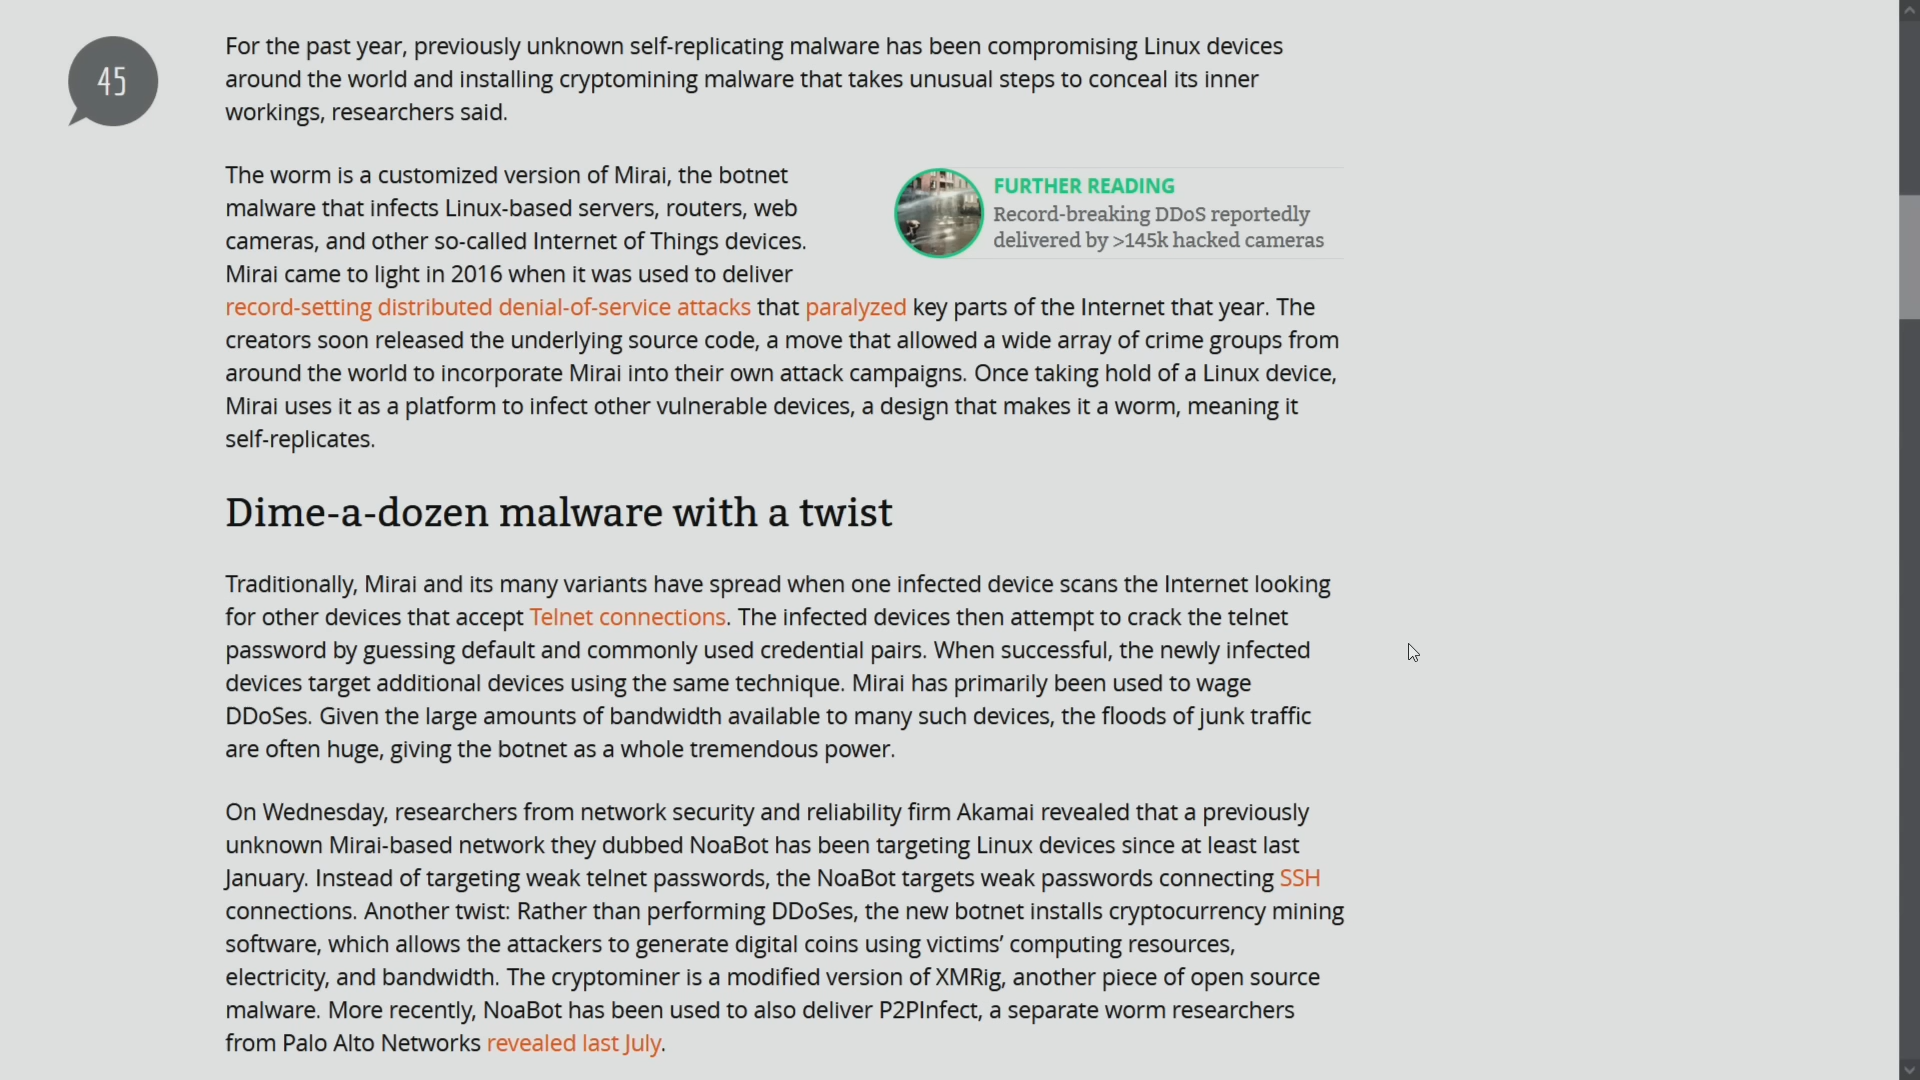 45
For the past year, previously unknown self-replicating malware has been compromising Linux devices
around the world and installing cryptomining malware that takes unusual steps to conceal its inner
workings, researchers said.
The worm is a customized version of Mirai, the botnet
malware that infects Linux-based servers, routers, web
cameras, and other so-called Internet of Things devices.
Mirai came to light in 2016 when it was used to deliver
FURTHER READING
Record-breaking DDoS reportedly
delivered by >145k hacked cameras
record-setting distributed denial-of-service attacks that paralyzed key parts of the Internet that year. The
creators soon released the underlying source code, a move that allowed a wide array of crime groups from
around the world to incorporate Mirai into their own attack campaigns. Once taking hold of a Linux device,
Mirai uses it as a platform to infect other vulnerable devices, a design that makes it a worm, meaning it
self-replicates.
Dime-a-dozen malware with a twist
Traditionally, Mirai and its many variants have spread when one infected device scans the Internet looking
for other devices that accept Telnet connections. The infected devices then attempt to crack the telnet
password by guessing default and commonly used credential pairs. When successful, the newly infected
devices target additional devices using the same technique. Mirai has primarily been used to wage
DDoSes. Given the large amounts of bandwidth available to many such devices, the floods of junk traffic
are often huge, giving the botnet as a whole tremendous power.
On Wednesday, researchers from network security and reliability firm Akamai revealed that a previously
unknown Mirai-based network they dubbed NoaBot has been targeting Linux devices since at least last
January. Instead of targeting weak telnet passwords, the NoaBot targets weak passwords connecting SSH
connections. Another twist: Rather than performing DDoSes, the new botnet installs cryptocurrency mining
software, which allows the attackers to generate digital coins using victims’ computing resources,
electricity, and bandwidth. The cryptominer is a modified version of XMRig, another piece of open source
malware. More recently, NoaBot has been used to also deliver P2PInfect, a separate worm researchers
from Palo Alto Networks revealed last July.